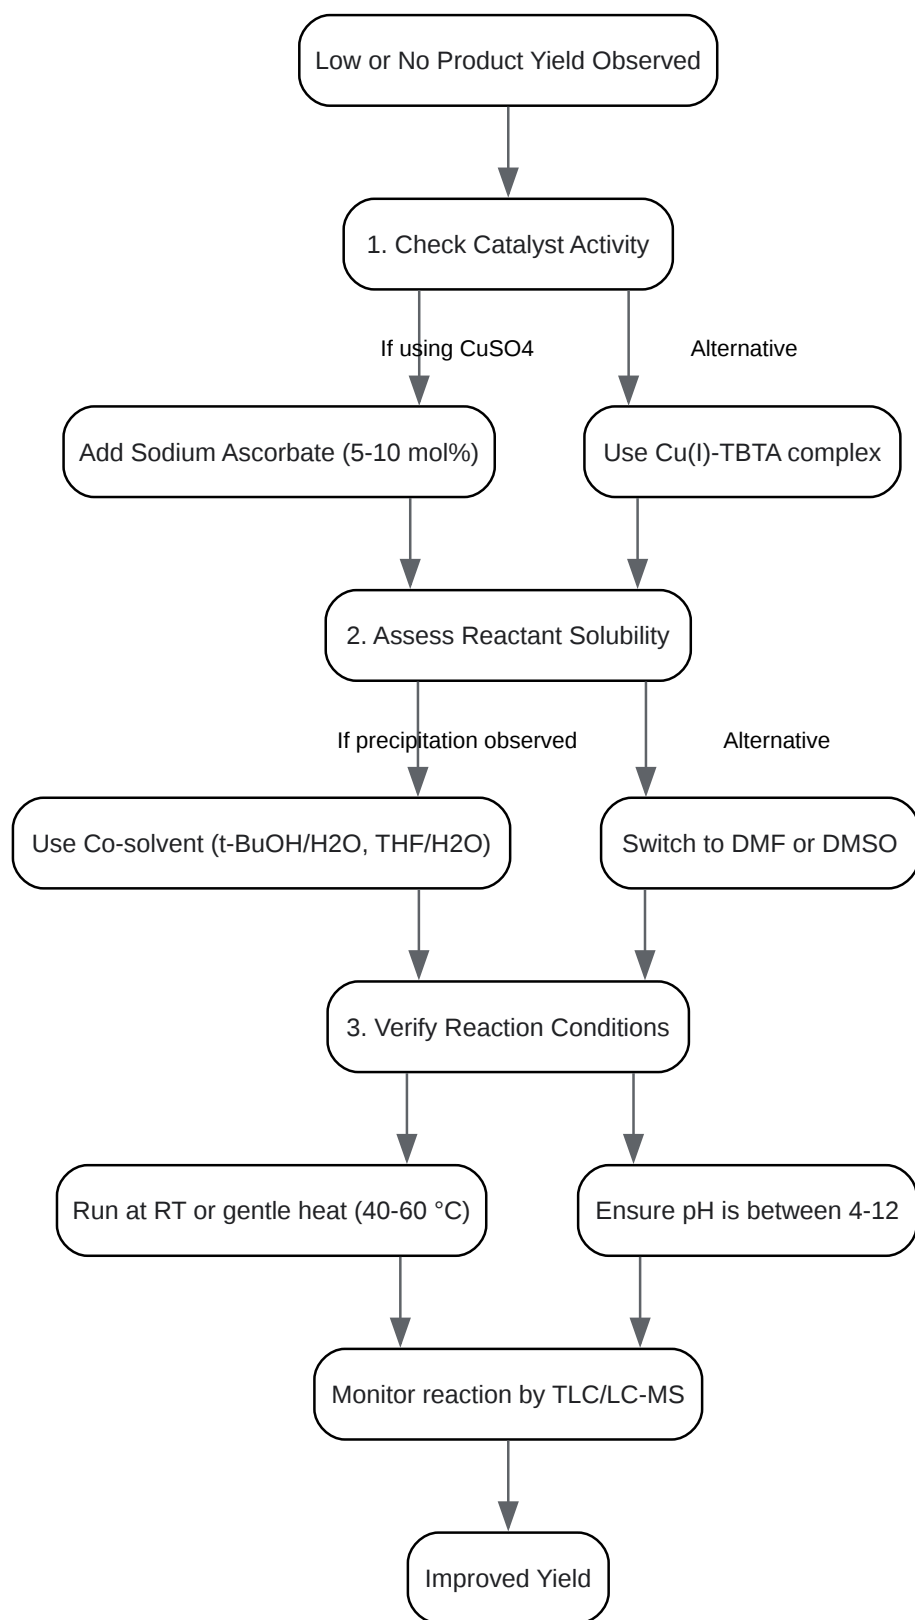 Low or No Product Yield Observed
1. Check Catalyst Activity
If using CuSO4
Alternative
Add Sodium Ascorbate (5-10 mol%)
Use Cu(I)-TBTA complex
2. Assess Reactant Solubility
If precipitation observed
Alternative
Use Co-solvent (t-BuOH/H2O, THF/H2O)
Switch to DMF or DMSO
3. Verify Reaction Conditions
Run at RT or gentle heat (40-60 °C)
Ensure pH is between 4-12
Monitor reaction by TLC/LC-MS
Improved Yield